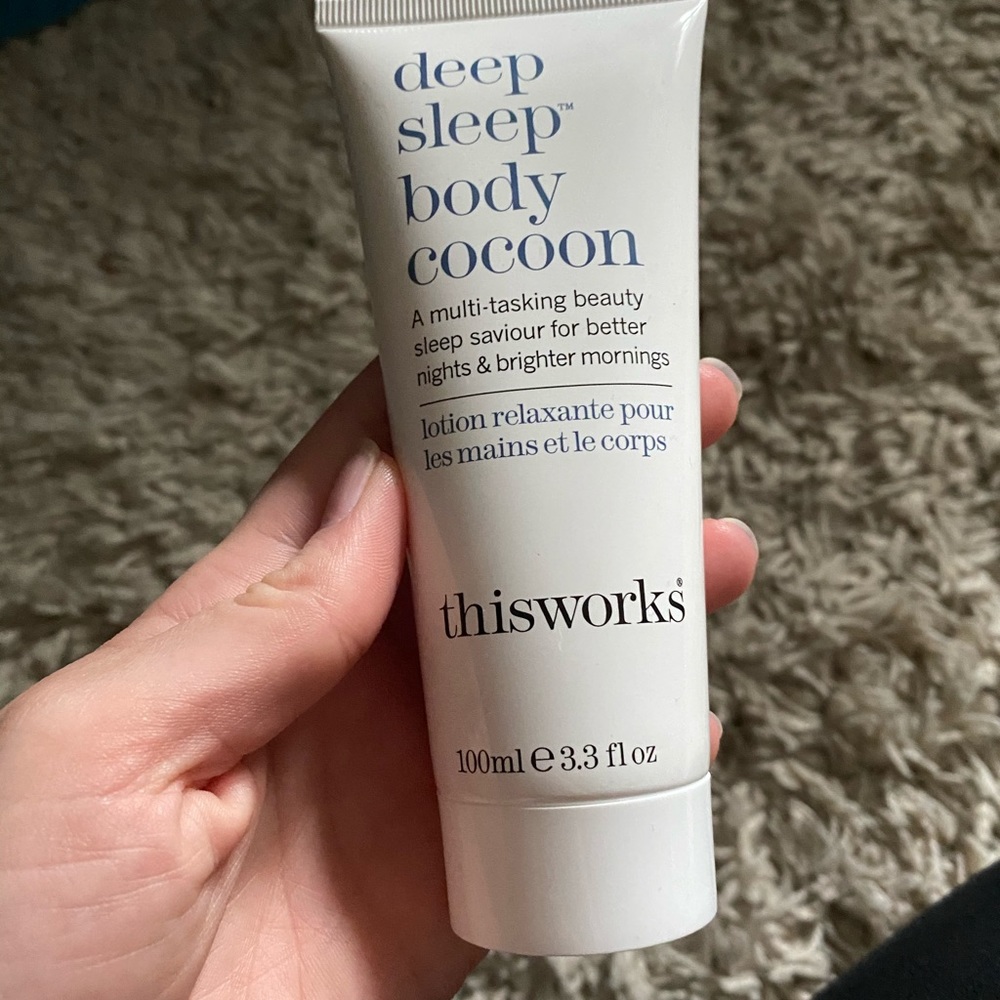 deep
sleep™
body
cocoon
A multi-tasking beauty
sleep saviour for better
nights & brighter mornings
lotion relaxante pour
les mains et le corps
thisworks®
100ml ℮ 3.3 fl oz